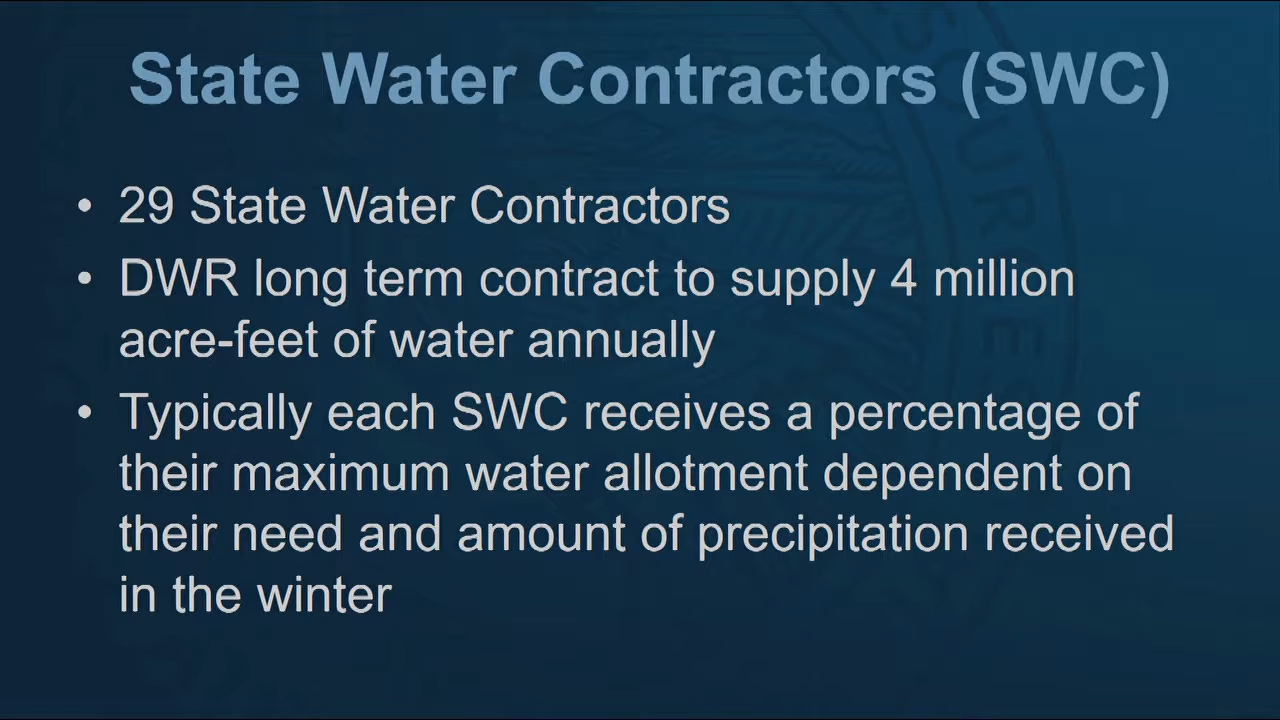 State Water Contractors (SWC)
• 29 State Water Contractors
• DWR long term contract to supply 4 million
acre-feet of water annually
• Typically each SWC receives a percentage of
their maximum water allotment dependent on
their need and amount of precipitation received
in the winter